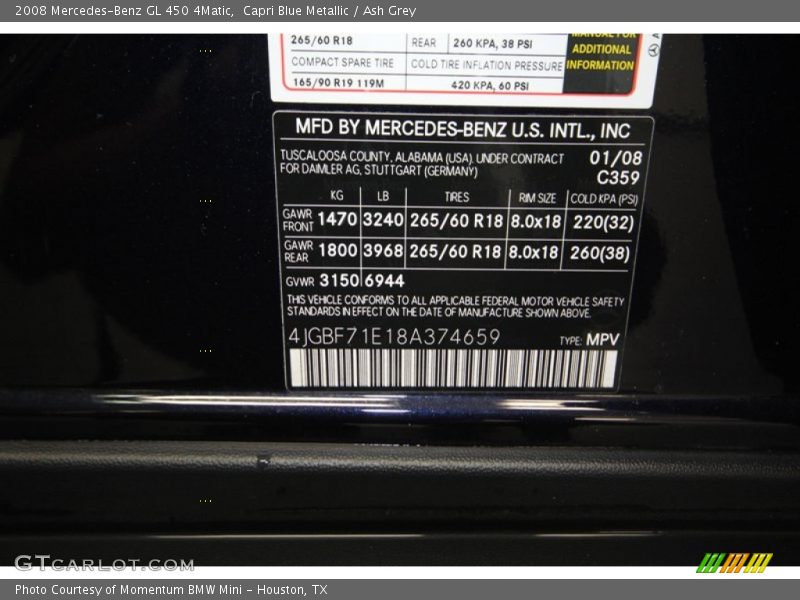 2008 Mercedes-Benz GL 450 4Matic,  Capri Blue Metallic / Ash Grey
265/60 R18 REAR 260 KPA, 38 PSI
MANUAL FOR ADDITIONAL INFORMATION
COMPACT SPARE TIRE COLD TIRE INFLATION PRESSURE
165/90 R19 119M 420 KPA, 60 PSI
MFD BY MERCEDES-BENZ U.S. INTL., INC
TUSCALOOSA COUNTY, ALABAMA (USA), UNDER CONTRACT 01/08
FOR DAIMLER AG, STUTTGART (GERMANY) C359
KG LB TIRES RIM SIZE COLD KPA (PSI)
GAWR FRONT 1470 3240 265/60 R18 8.0x18 220(32)
GAWR REAR 1800 3968 265/60 R18 8.0x18 260(38)
GVWR 3150 6944
THIS VEHICLE CONFORMS TO ALL APPLICABLE FEDERAL MOTOR VEHICLE SAFETY
STANDARDS IN EFFECT ON THE DATE OF MANUFACTURE SHOWN ABOVE.
4JGBF71E18A374659 TYPE: MPV
GTCARLOT.COM
Photo Courtesy of Momentum BMW Mini - Houston, TX